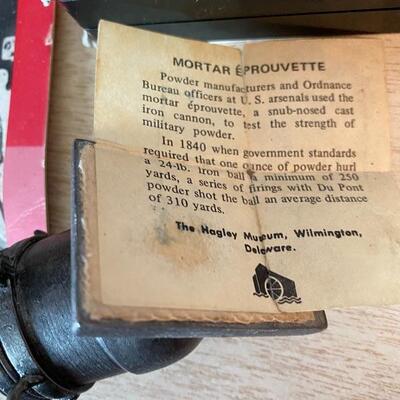 MORTAR ÉPROUVETTE
Powder manufacturers and Ordnance
Bureau officers at U. S. arsenals used the
mortar éprouvette, a snub-nosed cast
iron cannon, to test the strength of
military powder.
In 1840 when government standards
required that one ounce of powder hurl
a 24-lb. iron ball a minimum of 250
yards, a series of firings with Du Pont
powder shot the ball an average distance
of 310 yards.
The Hagley Museum, Wilmington,
Delaware.